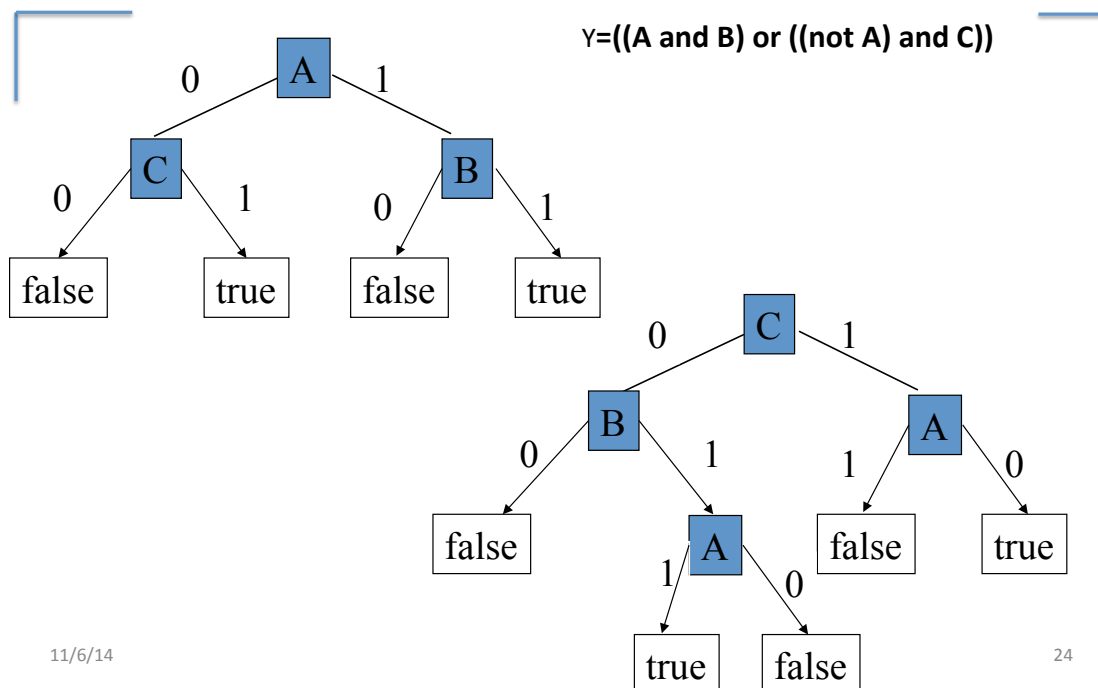 Y=((A and B) or ((not A) and C))
A
0 1
C B
0 1 0 1
false true false true
C
0 1
B A
0 1 1 0
false A false true
1 0
true false
11/6/14 24